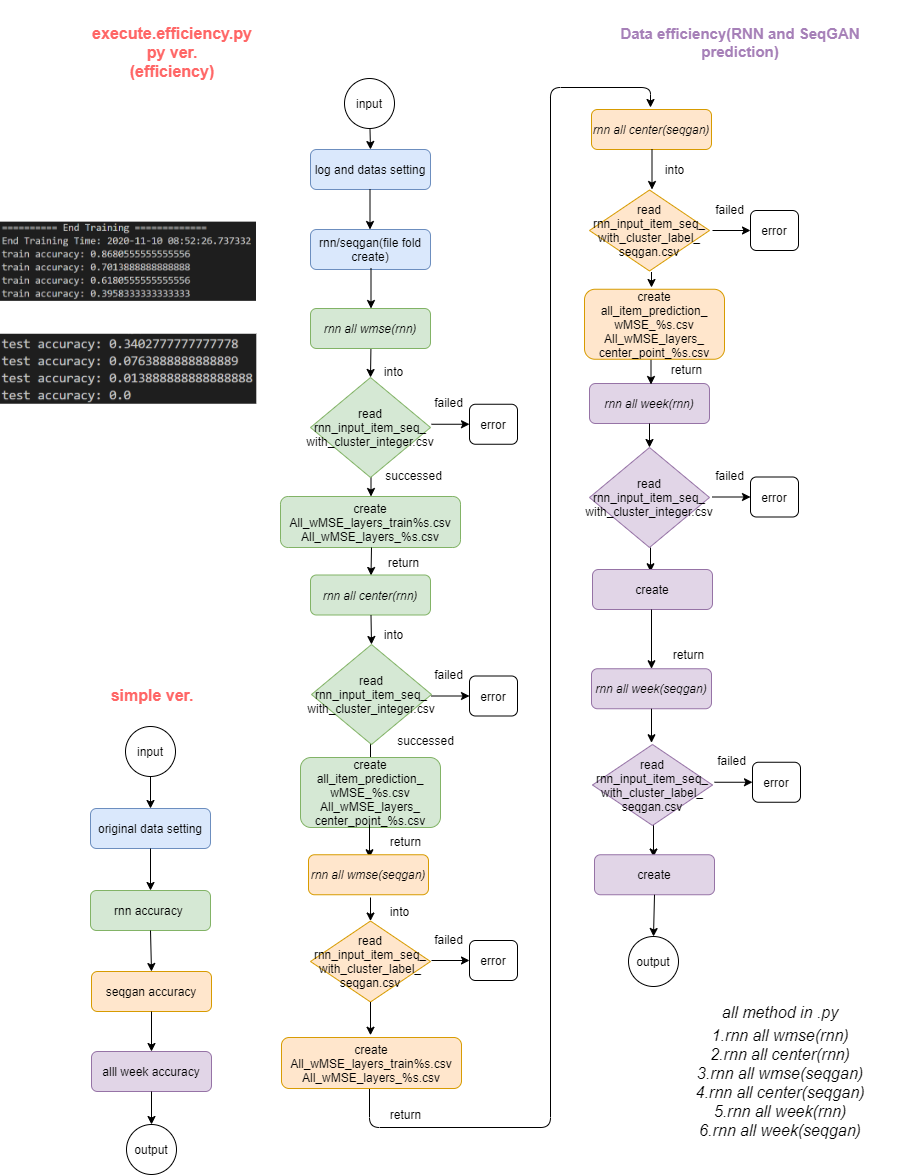 execute.efficiency.py
py ver.
(efficiency)
========== End Training =============
End Training Time: 2020-11-10 08:52:26.737332
train accuracy: 0.8680555555555556
train accuracy: 0.7013888888888888
train accuracy: 0.6180555555555556
train accuracy: 0.3958333333333333
test accuracy: 0.3402777777777778
test accuracy: 0.0763888888888889
test accuracy: 0.013888888888888888
test accuracy: 0.0
simple ver.
input
original data setting
rnn accuracy
seqgan accuracy
alll week accuracy
output
input
log and datas setting
rnn/seqgan(file fold
create)
rnn all wmse(rnn)
into
read
rnn_input_item_seq_
with_cluster_integer.csv
failed
error
successed
create
All_wMSE_layers_train%s.csv
All_wMSE_layers_%s.csv
return
rnn all center(rnn)
into
read
rnn_input_item_seq_
with_cluster_integer.csv
failed
error
successed
create
all_item_prediction_
wMSE_%s.csv
All_wMSE_layers_
center_point_%s.csv
return
rnn all wmse(seqgan)
into
read
rnn_input_item_seq_
with_cluster_label_
seqgan.csv
failed
error
create
All_wMSE_layers_train%s.csv
All_wMSE_layers_%s.csv
return
Data efficiency(RNN and SeqGAN
prediction)
rnn all center(seqgan)
into
read
rnn_input_item_seq_
with_cluster_label_
seqgan.csv
failed
error
create
all_item_prediction_
wMSE_%s.csv
All_wMSE_layers_
center_point_%s.csv
return
rnn all week(rnn)
read
rnn_input_item_seq_
with_cluster_integer.csv
failed
error
create
return
rnn all week(seqgan)
read
rnn_input_item_seq_
with_cluster_label_
seqgan.csv
failed
error
create
output
all method in .py
1.rnn all wmse(rnn)
2.rnn all center(rnn)
3.rnn all wmse(seqgan)
4.rnn all center(seqgan)
5.rnn all week(rnn)
6.rnn all week(seqgan)